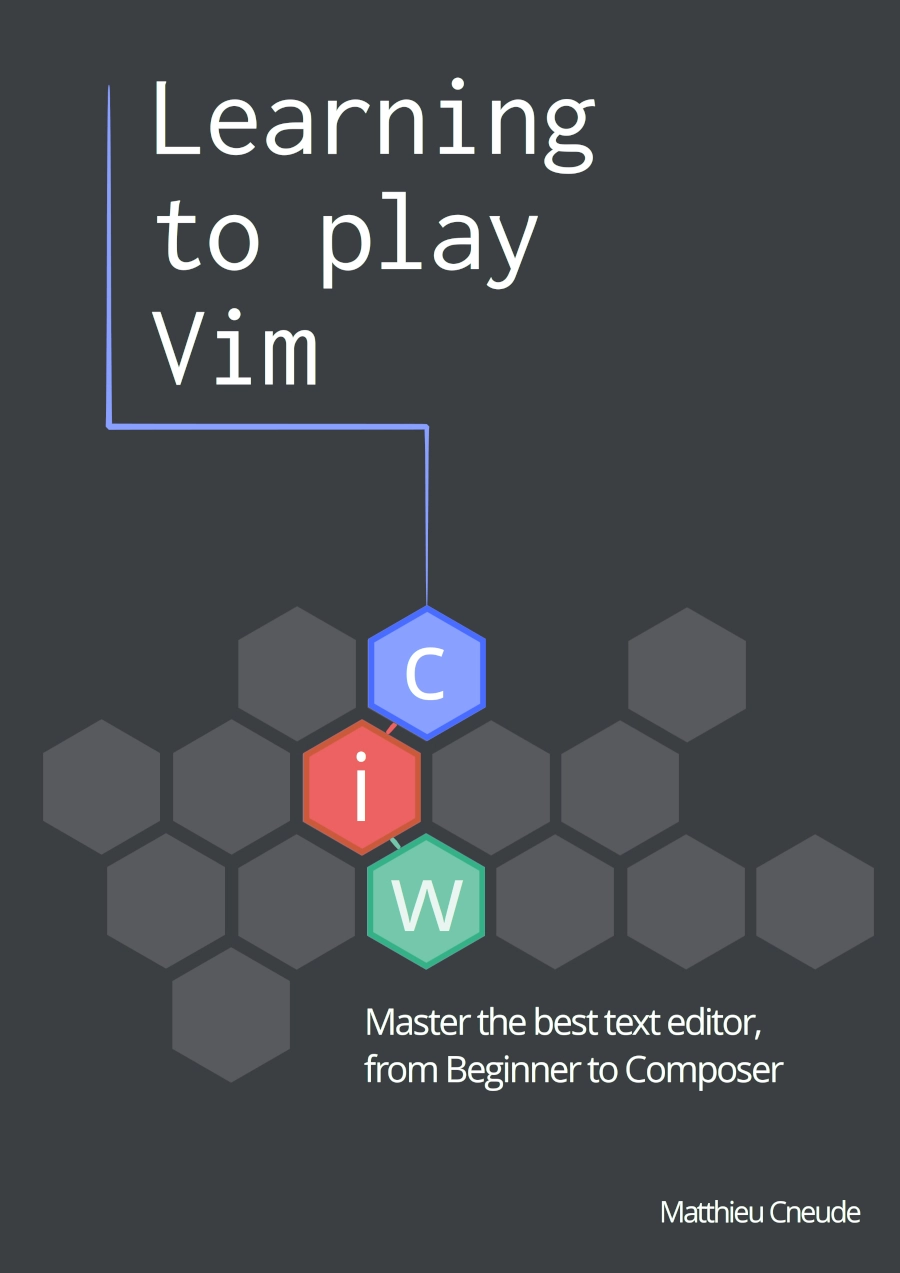 Learning
to play
Vim
c
i
w
Master the best text editor,
from Beginner to Composer
Matthieu Cneude